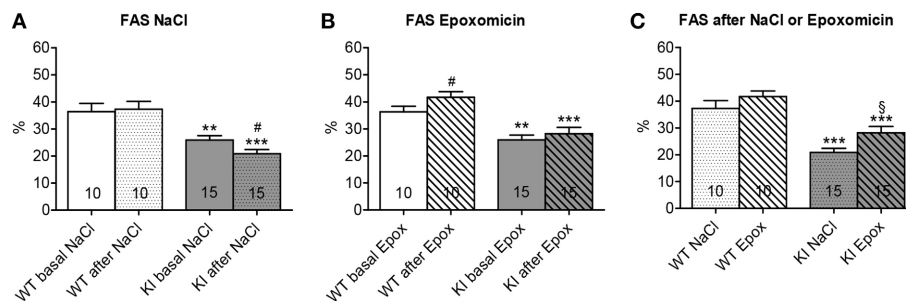 A FAS NaCl
60
50
40
30
20
10
0
%
** # ***
10 10 15 15
WT basal NaCl
WT after NaCl
KI basal NaCl
KI after NaCl
B FAS Epoxomicin
60
50
40
30
20
10
0
%
# ** ***
10 10 15 15
WT basal Epox
WT after Epox
KI basal Epox
KI after Epox
C FAS after NaCl or Epoxomicin
60
50
40
30
20
10
0
%
*** § ***
10 10 15 15
WT NaCl
WT Epox
KI NaCl
KI Epox